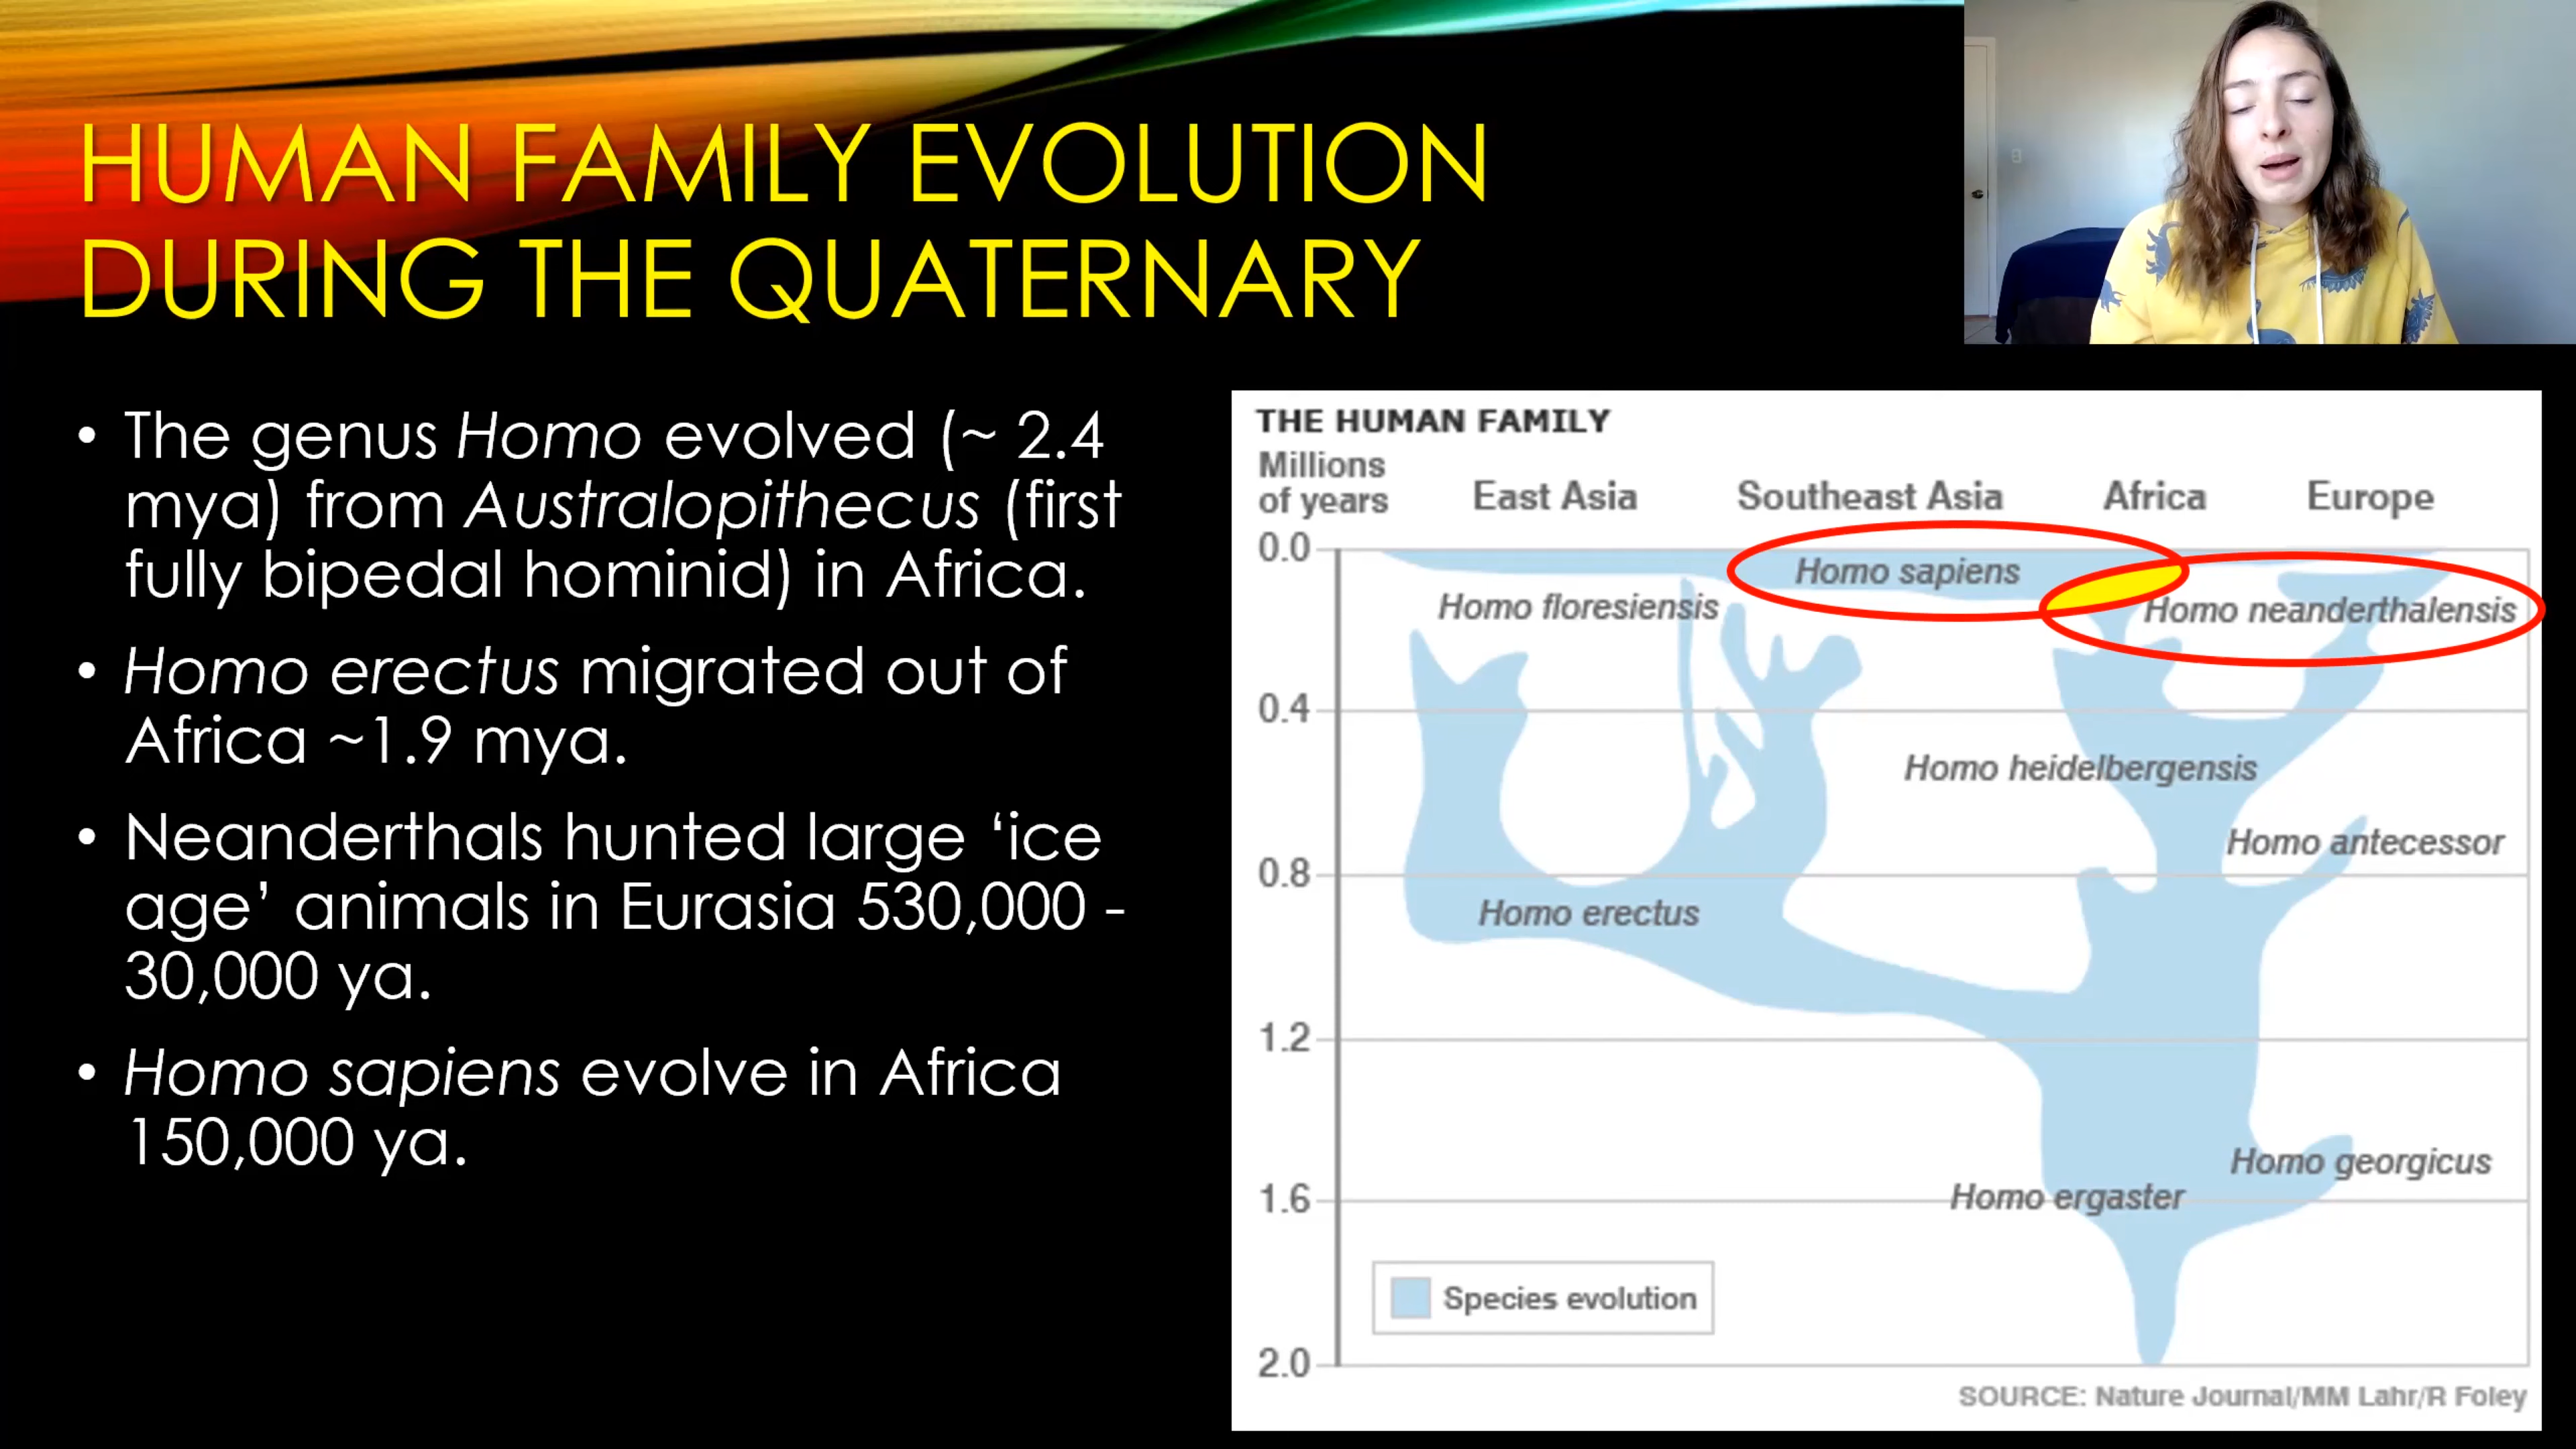 HUMAN FAMILY EVOLUTION
DURING THE QUATERNARY
• The genus Homo evolved (~ 2.4
mya) from Australopithecus (first
fully bipedal hominid) in Africa.
• Homo erectus migrated out of
Africa ~1.9 mya.
• Neanderthals hunted large ‘ice
age’ animals in Eurasia 530,000 -
30,000 ya.
• Homo sapiens evolve in Africa
150,000 ya.
THE HUMAN FAMILY
Millions
of years
East Asia
Southeast Asia
Africa
Europe
0.0
Homo sapiens
Homo floresiensis
Homo neanderthalensis
0.4
Homo heidelbergensis
Homo antecessor
0.8
Homo erectus
1.2
Homo georgicus
1.6
Homo ergaster
Species evolution
2.0
SOURCE: Nature Journal/MM Lahr/R Foley